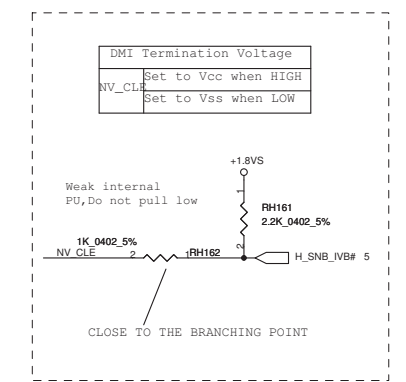 DMI Termination Voltage
NV_CLE
Set to Vcc when HIGH
Set to Vss when LOW
+1.8VS
Weak internal
PU,Do not pull low
1
RH161
2.2K_0402_5%
2
1K_0402_5%
NV_CLE 2 1 RH162 H_SNB_IVB# 5
CLOSE TO THE BRANCHING POINT